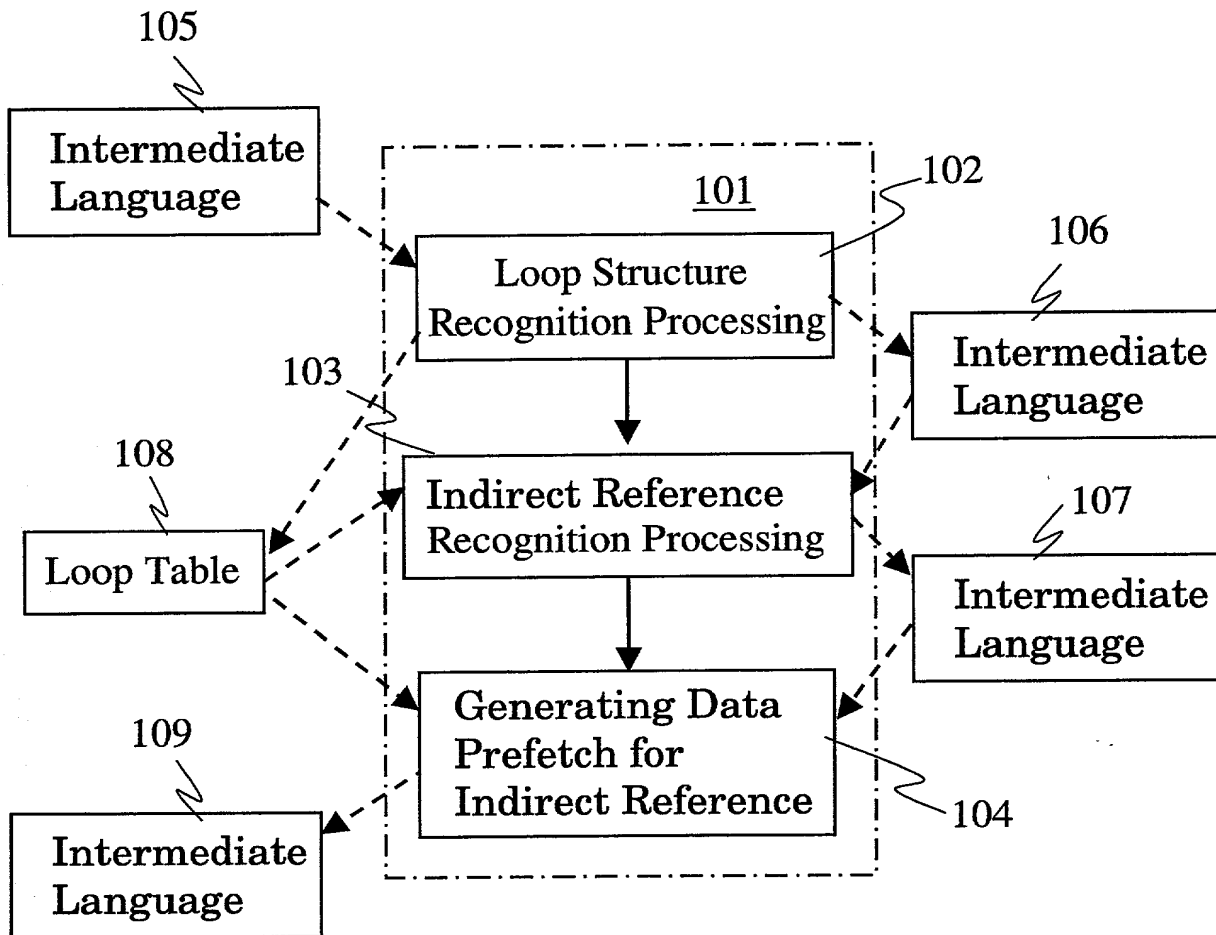 105
Intermediate
Language
101
102
Loop Structure
Recognition Processing
106
Intermediate
Language
103
108
Indirect Reference
Recognition Processing
Loop Table
107
Intermediate
Language
Generating Data
Prefetch for
Indirect Reference
104
109
Intermediate
Language